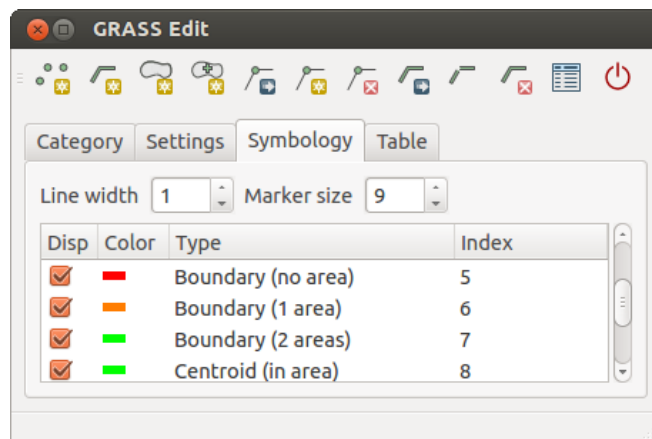 GRASS Edit
Category Settings Symbology Table
Line width 1 Marker size 9
Disp Color Type Index
Boundary (no area) 5
Boundary (1 area) 6
Boundary (2 areas) 7
Centroid (in area) 8